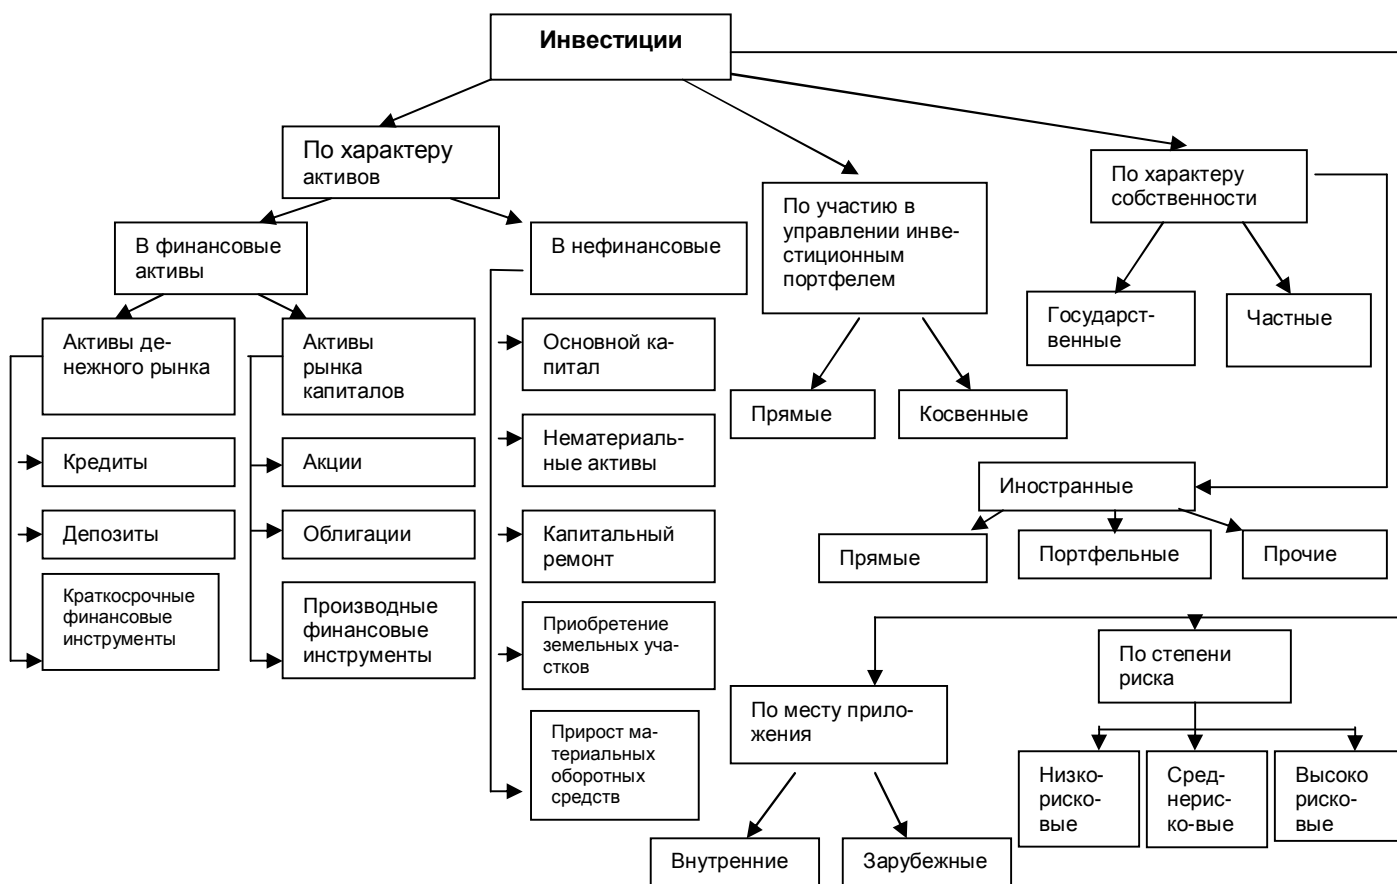 Инвестиции
По характеру
активов
По участию в
управлении инве-
стиционным
портфелем
По характеру
собственности
В финансовые
активы
В нефинансовые
Государст-
венные
Частные
Активы де-
нежного рынка
Активы
рынка
капиталов
Основной ка-
питал
Прямые
Косвенные
Кредиты
Акции
Нематериаль-
ные активы
Иностранные
Депозиты
Облигации
Капитальный
ремонт
Прямые
Портфельные
Прочие
Краткосрочные
финансовые
инструменты
Производные
финансовые
инструменты
Приобретение
земельных уча-
стков
По степени
риска
По месту прило-
жения
Прирост ма-
териальных
оборотных
средств
Низко-
риско-
вые
Сред-
нерис-
ко-вые
Высоко
риско-
вые
Внутренние
Зарубежные